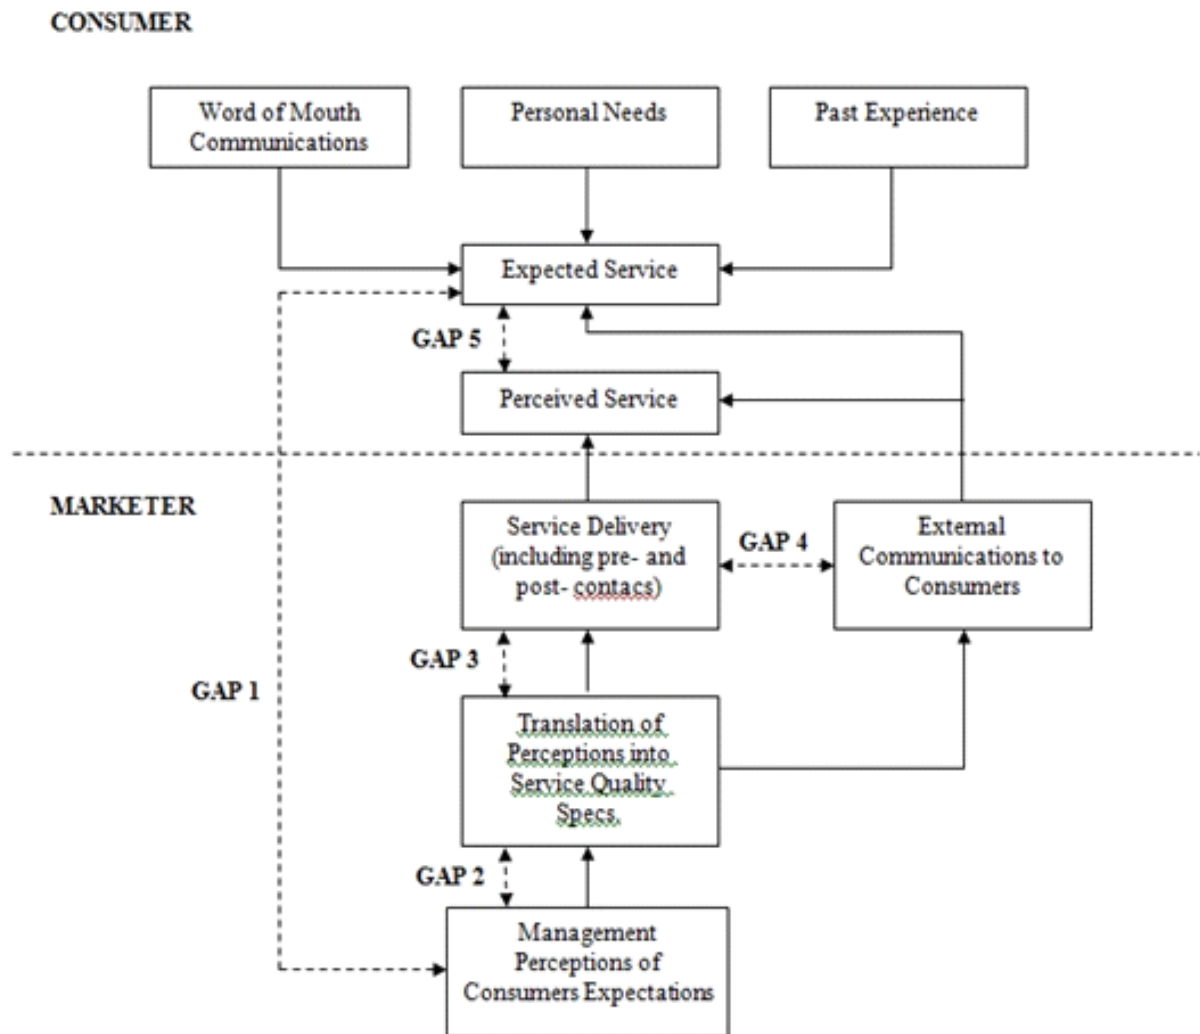 CONSUMER
Word of Mouth
Communications
Personal Needs
Past Experience
Expected Service
GAP 5
Perceived Service
MARKETER
Service Delivery
(including pre- and
post- contacs)
GAP 4
External
Communications to
Consumers
GAP 3
GAP 1
Translation of
Perceptions into
Service Quality
Specs.
GAP 2
Management
Perceptions of
Consumers Expectations